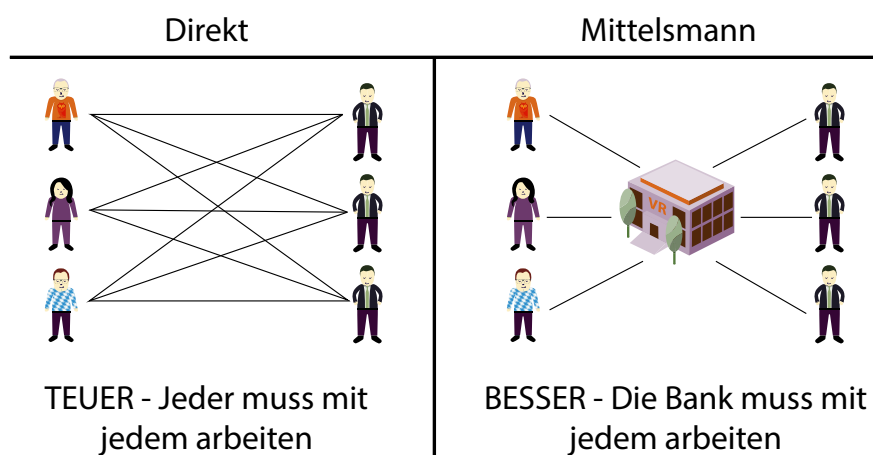 Direkt
Mittelsmann
VR
TEUER - Jeder muss mit
jedem arbeiten
BESSER - Die Bank muss mit
jedem arbeiten